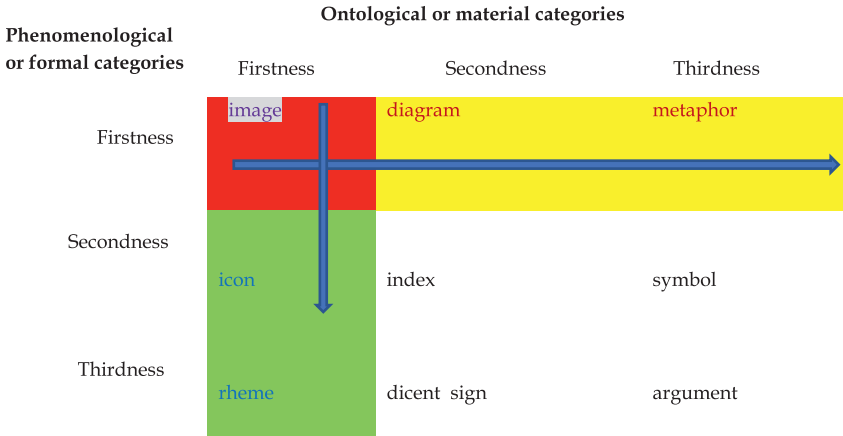 Ontological or material categories
Phenomenological
or formal categories
Firstness Secondness Thirdness
Firstness image diagram metaphor
Secondness
icon index symbol
Thirdness
rheme dicent sign argument